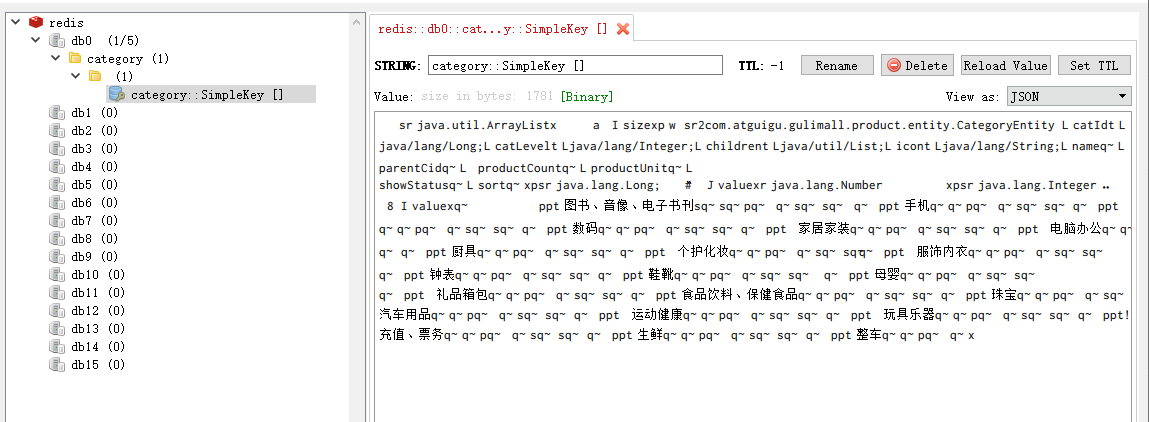 redis
db0 (1/5)
category (1)
(1)
category::SimpleKey []
db1 (0)
db2 (0)
db3 (0)
db4 (0)
db5 (0)
db6 (0)
db7 (0)
db8 (0)
db9 (0)
db10 (0)
db11 (0)
db12 (0)
db13 (0)
db14 (0)
db15 (0)
redis::db0::cat...y::SimpleKey []
STRING: category::SimpleKey [] TTL: -1 Rename Delete Reload Value Set TTL
Value: size in bytes: 1781 [Binary] View as: JSON
sr java.util.ArrayListx a I sizexp w sr2com.atguigu.gulimall.product.entity.CategoryEntity L catIdt L
java/lang/Long;L catLevelt Ljava/lang/Integer;L childrent Ljava/util/List;L icont Ljava/lang/String;L nameq~ L
parentCidq~ L productCountq~ L productUnitq~ L
showStatusq~ L sortq~ xpsr java.lang.Long; # J valuexr java.lang.Number xpsr java.lang.Integer
8 I valuexq~ ppt 图书、音像、电子书刊sq~ sq~ pq~ q~ sq~ sq~ q~ ppt 手机q~ q~ pq~ q~ sq~ sq~ q~ ppt
q~ q~ pq~ q~ sq~ sq~ q~ ppt 数码q~ q~ pq~ q~ sq~ sq~ q~ ppt 家居家装q~ q~ pq~ q~ sq~ sq~ q~ ppt 电脑办公q~ q~
q~ q~ ppt 厨具q~ q~ pq~ q~ sq~ sq~ q~ ppt 个护化妆q~ q~ pq~ q~ sq~ sq~ q~ ppt 服饰内衣q~ q~ pq~ q~ sq~ sq~
q~ ppt 钟表q~ q~ pq~ q~ sq~ sq~ q~ ppt 鞋靴q~ q~ pq~ q~ sq~ sq~ q~ ppt 母婴q~ q~ pq~ q~ sq~ sq~
q~ ppt 礼品箱包q~ q~ pq~ q~ sq~ sq~ q~ ppt 食品饮料、保健食品q~ q~ pq~ q~ sq~ sq~ q~ ppt 珠宝q~ q~ pq~ q~ sq~
汽车用品q~ q~ pq~ q~ sq~ sq~ q~ ppt 运动健康q~ q~ pq~ q~ sq~ sq~ q~ ppt 玩具乐器q~ q~ pq~ q~ sq~ sq~ q~ ppt!
充值、票务q~ q~ pq~ q~ sq~ sq~ q~ ppt 生鲜q~ q~ pq~ q~ sq~ sq~ q~ ppt 整车q~ q~ pq~ q~ x